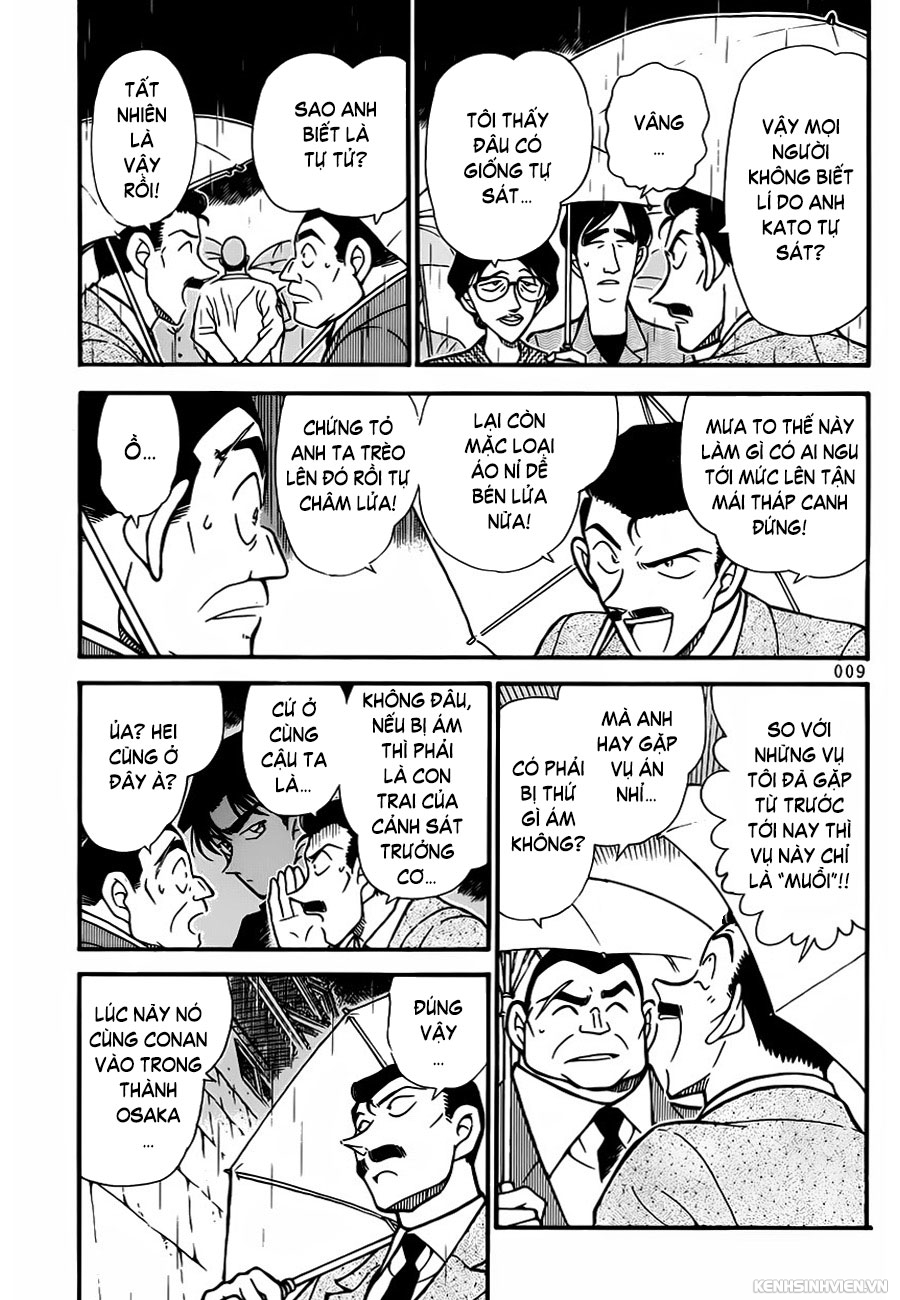 VẬY MỌI
NGƯỜI
KHÔNG BIẾT
LÍ DO ANH
KATO TỰ
SÁT?
VÂNG
...
TÔI THẤY
ĐÂU CÓ
GIỐNG TỰ
SÁT...
SAO ANH
BIẾT LÀ
TỰ TỬ?
TẤT
NHIÊN
LÀ
VẬY
RỒI!
MƯA TO THẾ NÀY
LÀM GÌ CÓ AI NGU
TỚI MỨC LÊN TẬN
MÁI THÁP CANH
ĐỨNG!
LẠI CÒN
MẶC LOẠI
ÁO NỈ DỄ
BÉN LỬA
NỮA!
CHỨNG TỎ
ANH TA TRÈO
LÊN ĐÓ RỒI TỰ
CHÂM LỬA!
Ồ...
009
SO VỚI
NHỮNG VỤ
TÔI ĐÃ GẶP
TỪ TRƯỚC
TỚI NAY THÌ
VỤ NÀY CHỈ
LÀ "MUỖI"!!
MÀ ANH
HAY GẶP
VỤ ÁN
NHỈ...
CÓ PHẢI
BỊ THỨ
GÌ ÁM
KHÔNG?
KHÔNG ĐÂU,
NẾU BỊ ÁM
THÌ PHẢI
LÀ CON
TRAI CỦA
CẢNH SÁT
TRƯỞNG
CƠ...
CỨ Ở
CÙNG
CẬU TA
LÀ...
ỦA? HEI
CŨNG Ở
ĐÂY À?
ĐÚNG
VẬY
...
LÚC NÃY NÓ
CÙNG CONAN
VÀO TRONG
THÀNH
OSAKA
...
KENHSINHVIEN.VN